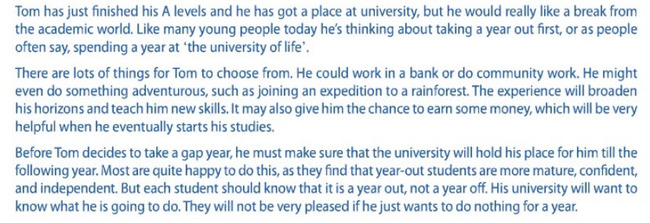 Tom has just finished his A levels and he has got a place at university, but he would really like a break from
the academic world. Like many young people today he's thinking about taking a year out first, or as people
often say, spending a year at 'the university of life'.
There are lots of things for Tom to choose from. He could work in a bank or do community work. He might
even do something adventurous, such as joining an expedition to a rainforest. The experience will broaden
his horizons and teach him new skills. It may also give him the chance to earn some money, which will be very
helpful when he eventually starts his studies.
Before Tom decides to take a gap year, he must make sure that the university will hold his place for him till the
following year. Most are quite happy to do this, as they find that year-out students are more mature, confident,
and independent. But each student should know that it is a year out, not a year off. His university will want to
know what he is going to do. They will not be very pleased if he just wants to do nothing for a year.